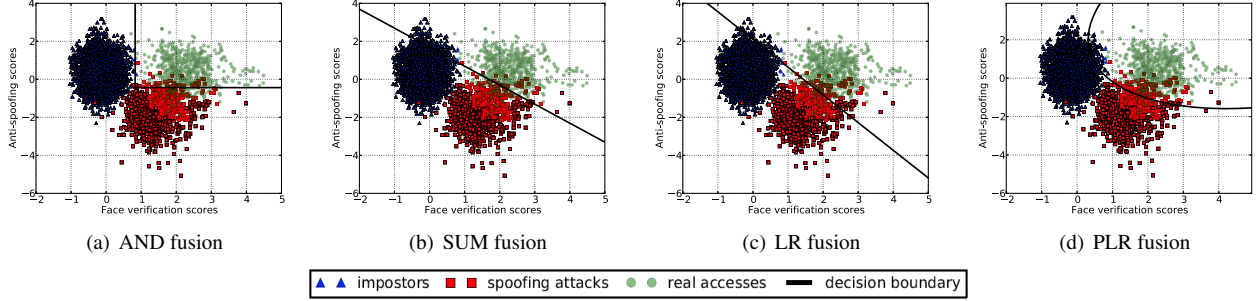 4
2
0
−2
−4
−6
Anti-spoofing scores
−2 −1 0 1 2 3 4 5
Face verification scores
(a) AND fusion
4
2
0
−2
−4
−6
Anti-spoofing scores
−2 −1 0 1 2 3 4 5
Face verification scores
(b) SUM fusion
4
2
0
−2
−4
−6
Anti-spoofing scores
−2 −1 0 1 2 3 4 5
Face verification scores
(c) LR fusion
2
0
−2
−4
−6
Anti-spoofing scores
−2 −1 0 1 2 3 4
Face verification scores
(d) PLR fusion
impostors spoofing attacks real accesses decision boundary